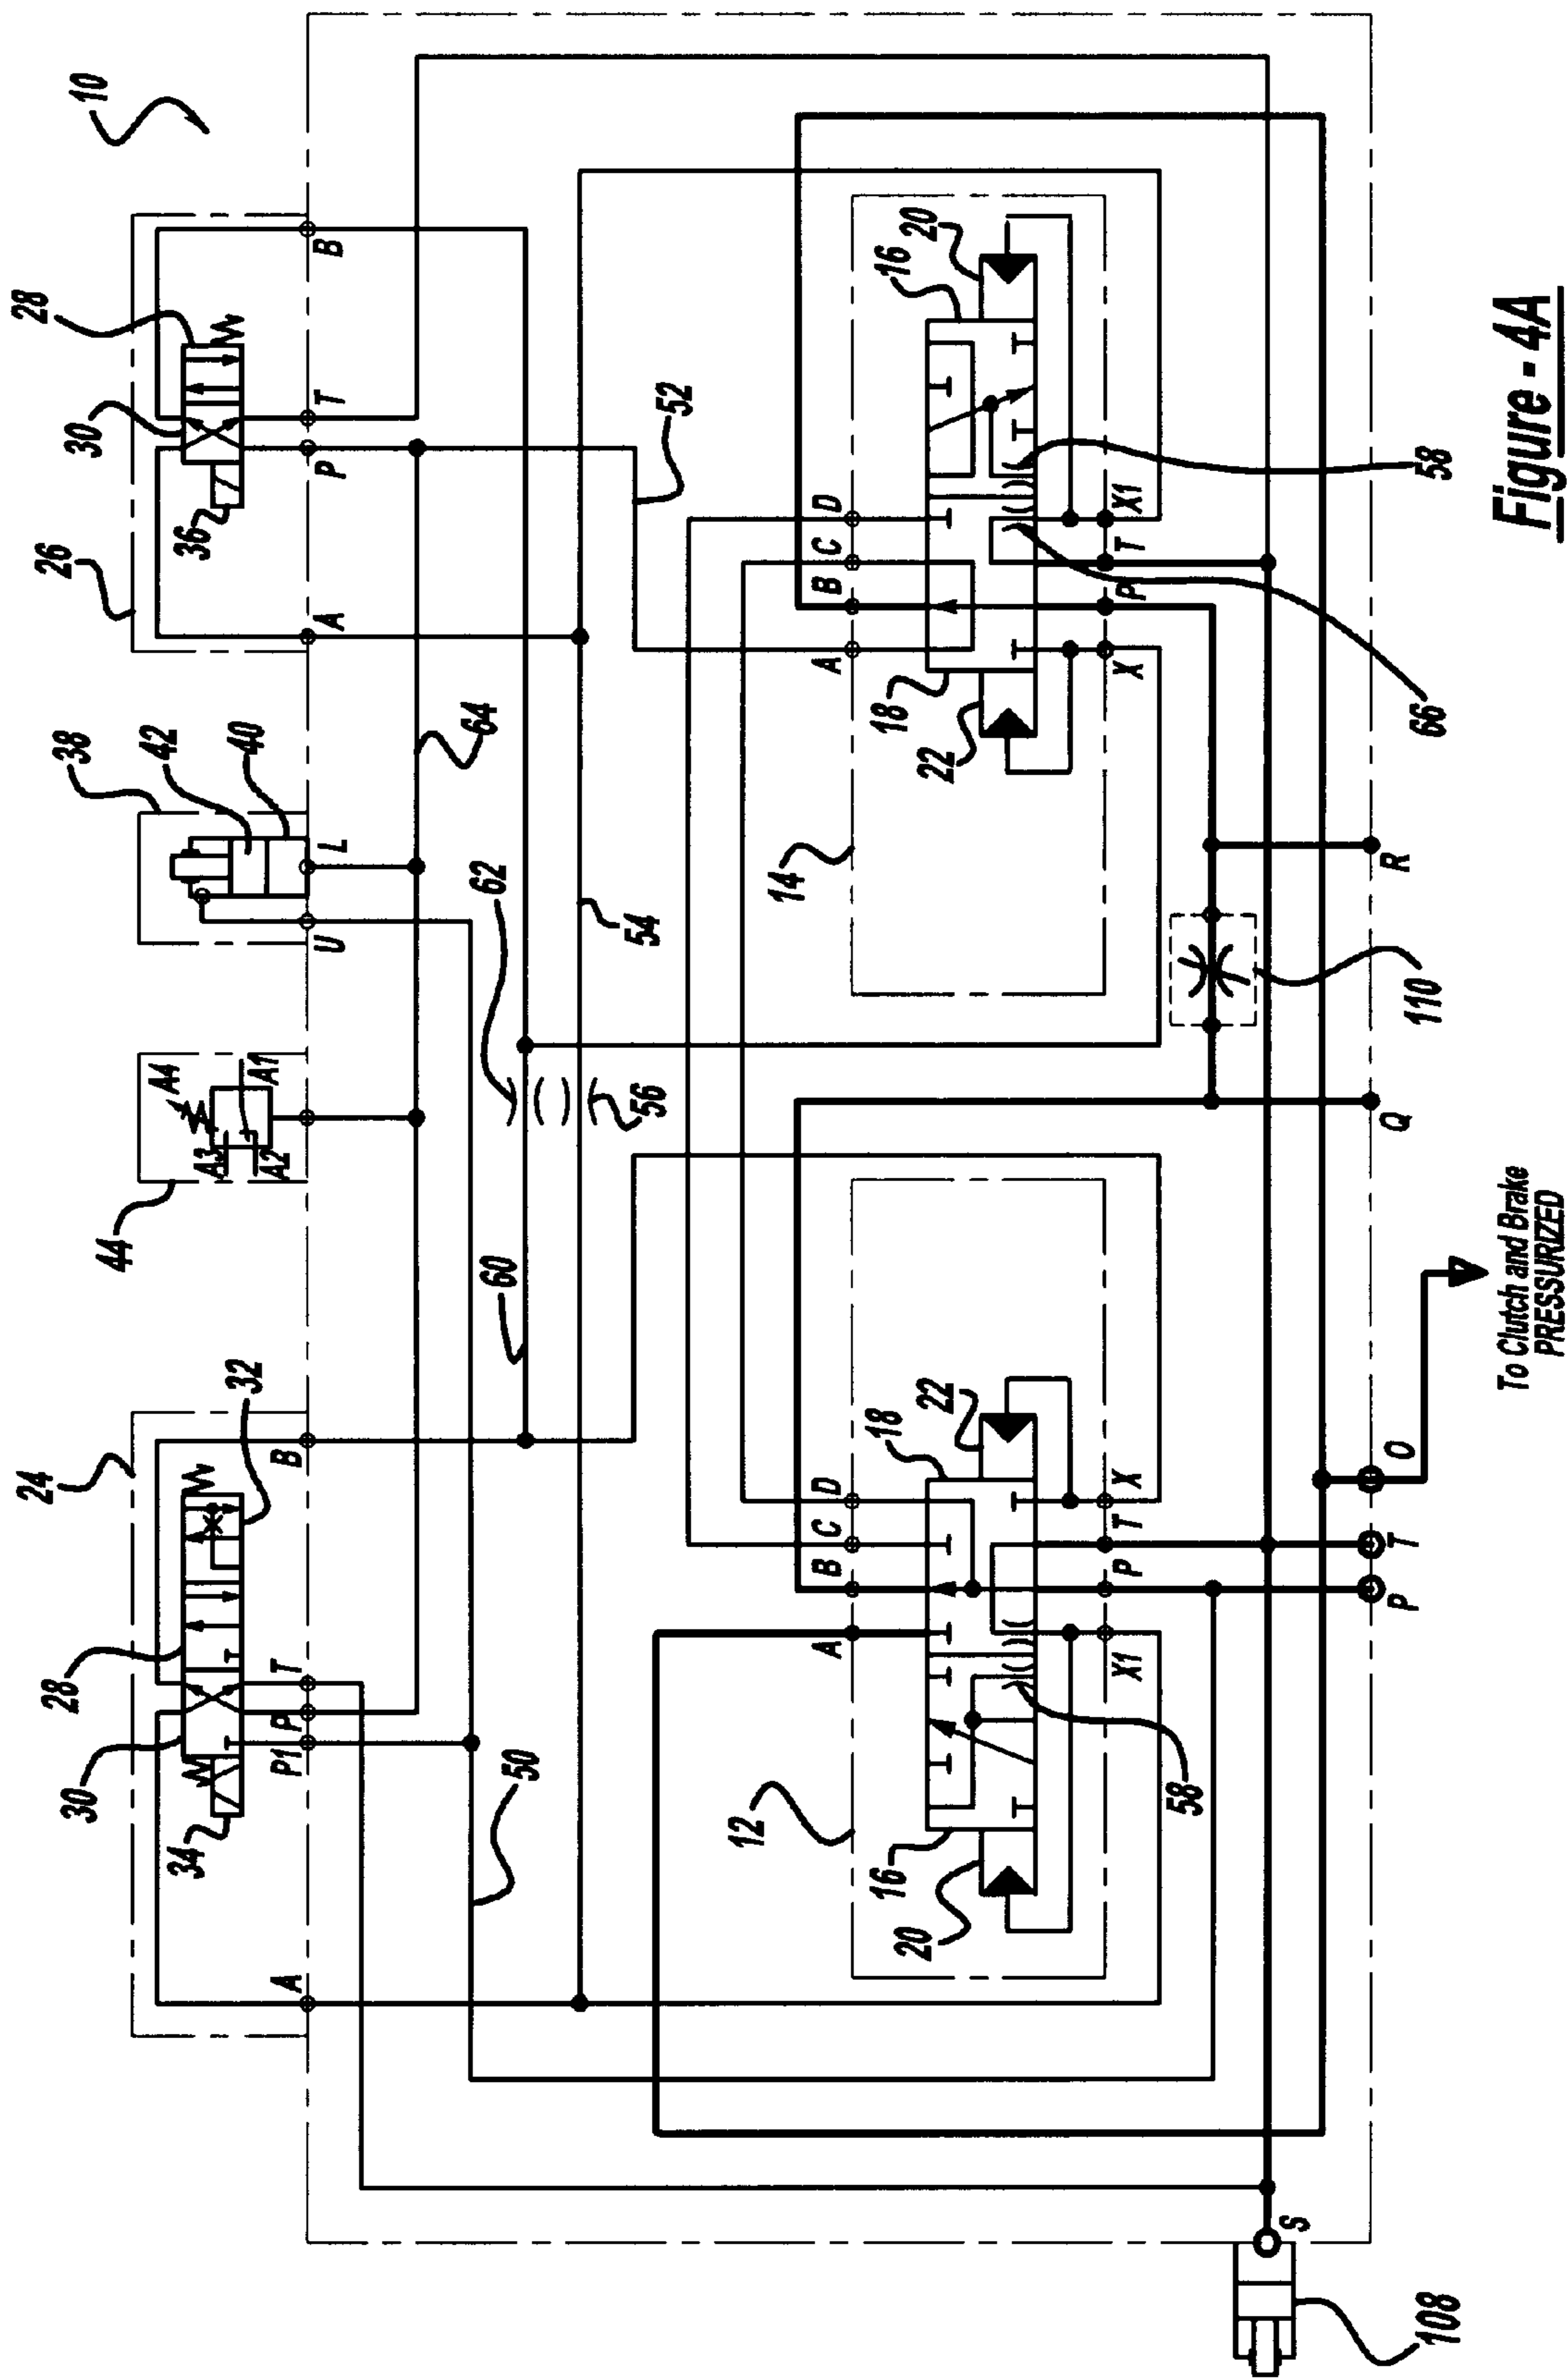 10
24
44
38
26
28
32
28
30
34
30
36
42
40
A4
A3
A1
A2
A
P1
P
T
B
U
L
A
P
T
B
50
60
62
64
56
54
52
12
14
A
B
C
D
A
B
C
D
16
18
20
22
18
16
22
20
X1
P
T
X
X
P
T
X1
58
66
58
S
108
110
P
T
O
Q
R
To Clutch and Brake
PRESSURIZED
Figure - 4A